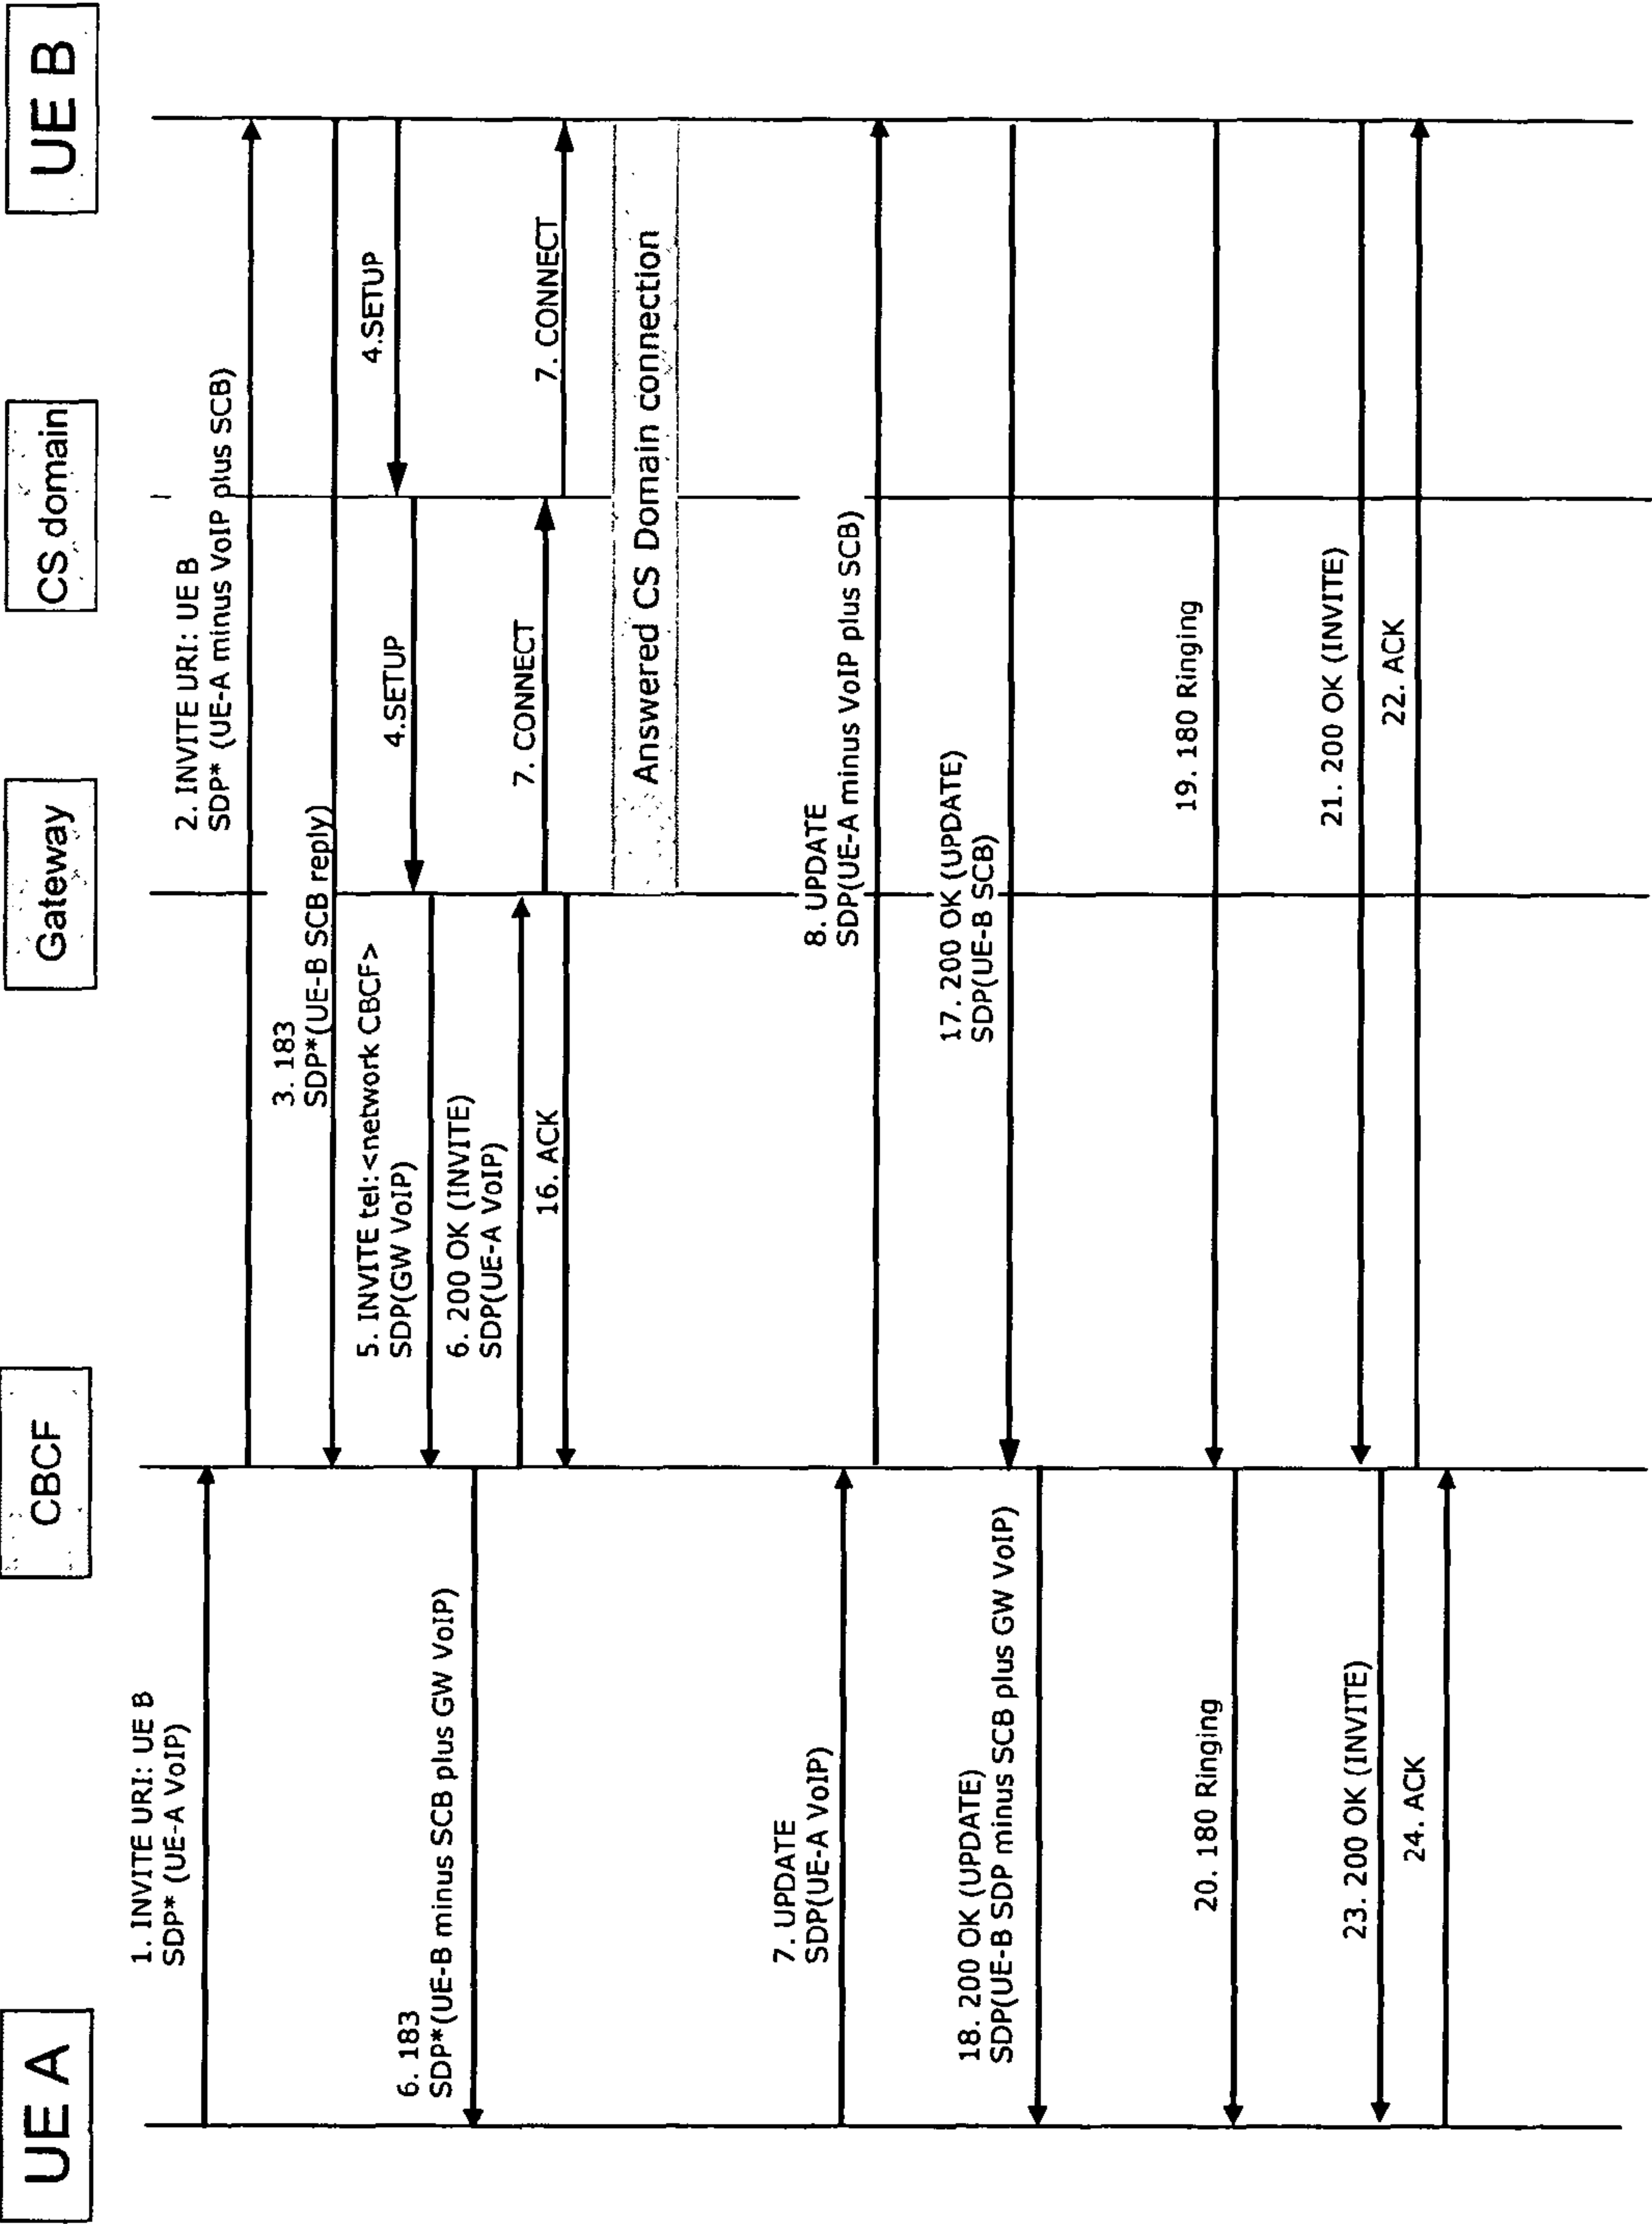 UE A
CBCF
Gateway
CS domain
UE B
1. INVITE URI: UE B
SDP* (UE-A VoIP)
2. INVITE URI: UE B
SDP* (UE-A minus VoIP plus SCB)
3. 183
SDP*(UE-B SCB reply)
4.SETUP
4.SETUP
5. INVITE tel:<network CBCF>
SDP(GW VoIP)
6. 183
SDP*(UE-B minus SCB plus GW VoIP)
6. 200 OK (INVITE)
SDP(UE-A VoIP)
7. CONNECT
7. CONNECT
16. ACK
Answered CS Domain connection
7. UPDATE
SDP(UE-A VoIP)
8. UPDATE
SDP(UE-A minus VoIP plus SCB)
17. 200 OK (UPDATE)
SDP(UE-B SCB)
18. 200 OK (UPDATE)
SDP(UE-B SDP minus SCB plus GW VoIP)
19. 180 Ringing
20. 180 Ringing
21. 200 OK (INVITE)
22. ACK
23. 200 OK (INVITE)
24. ACK